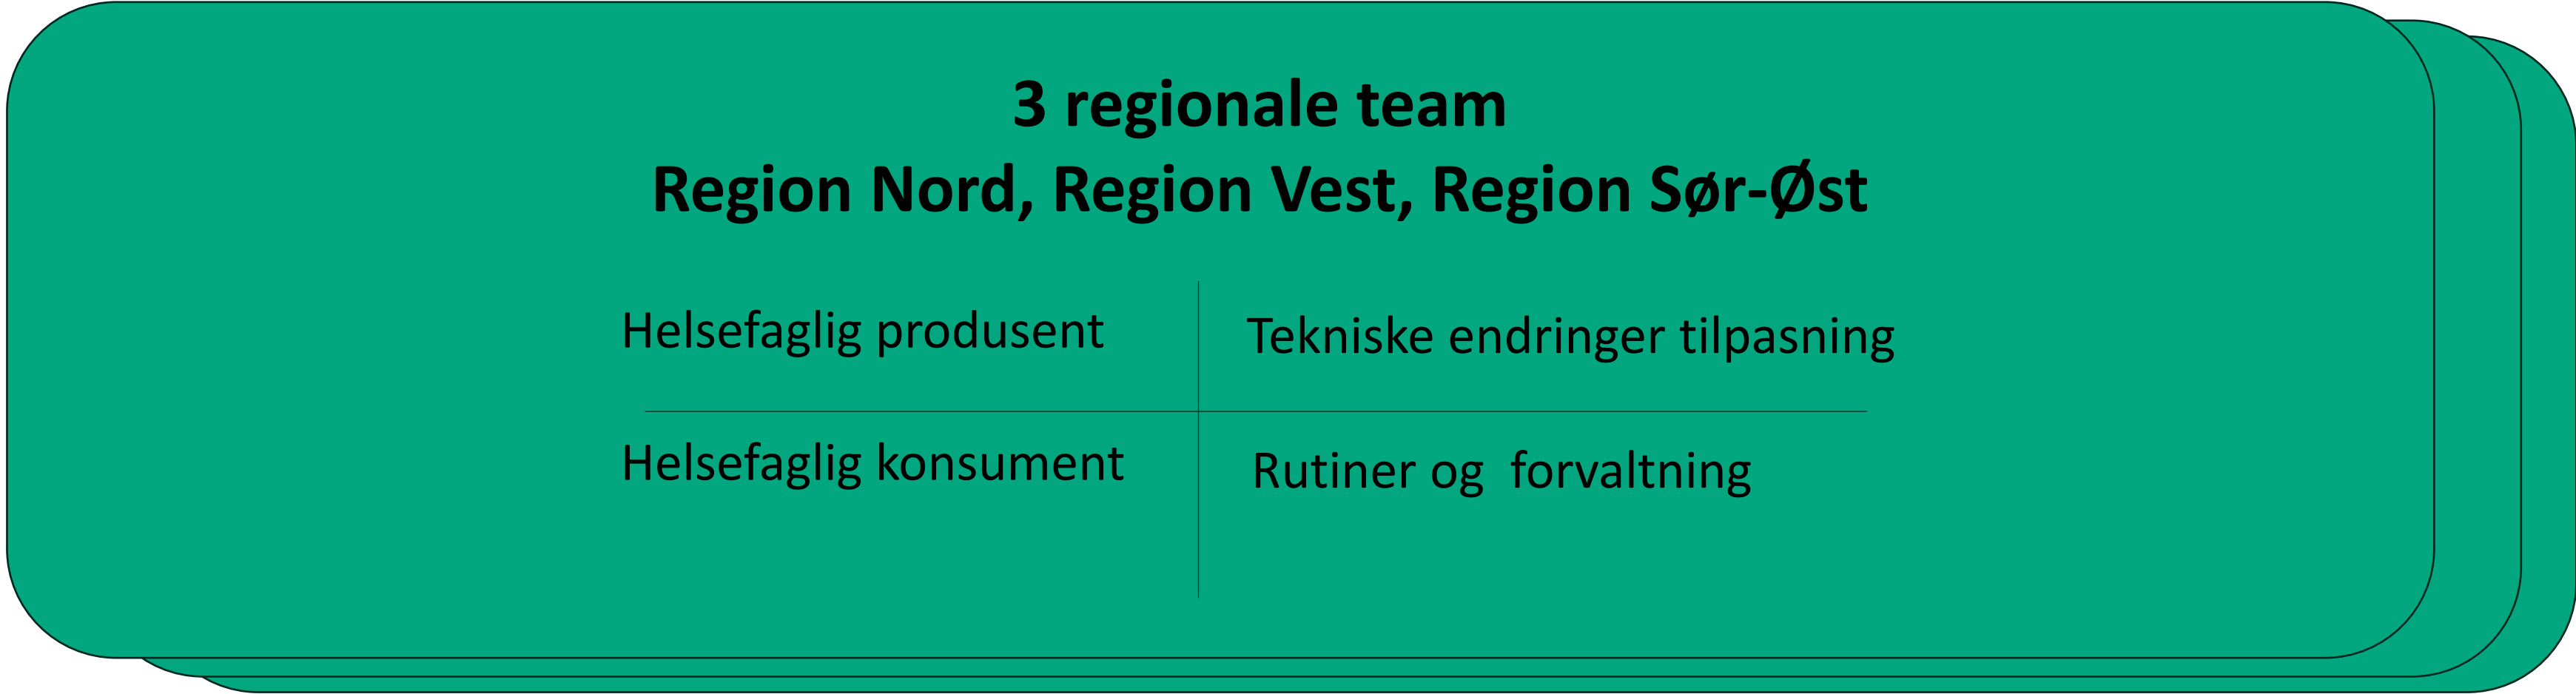 3 regionale team
Region Nord, Region Vest, Region Sør-Øst
Helsefaglig produsent
Tekniske endringer tilpasning
Helsefaglig konsument
Rutiner og  forvaltning